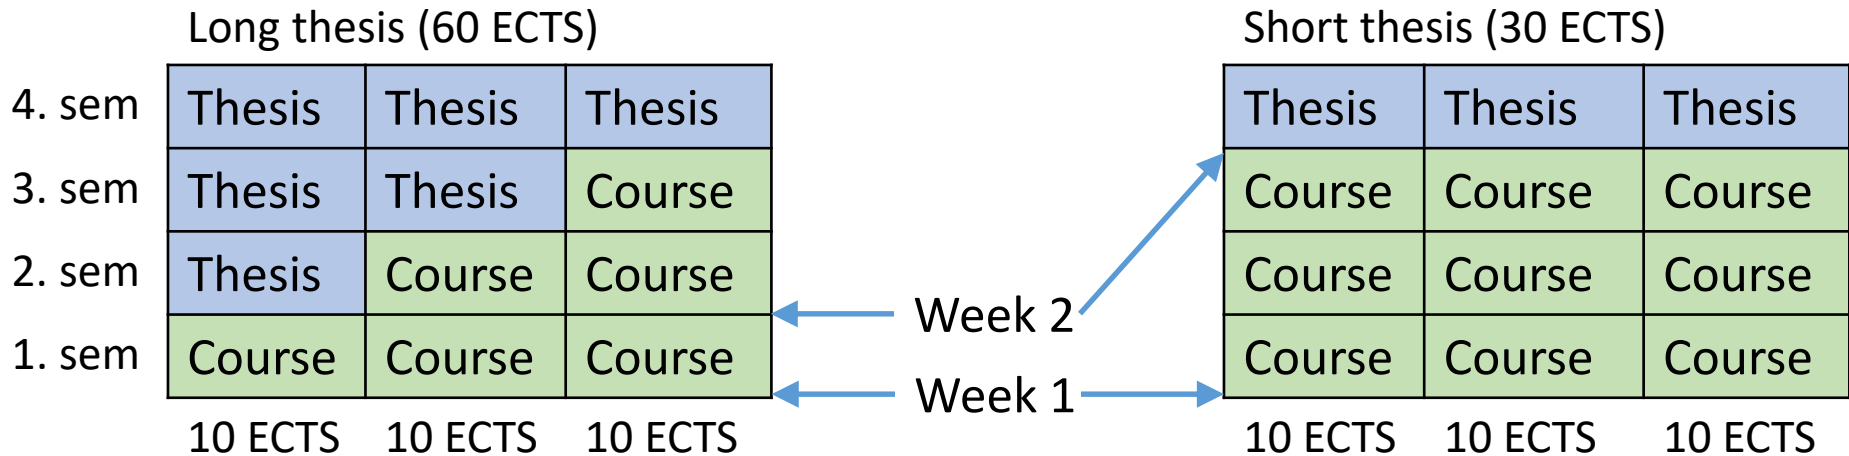 Long thesis (60 ECTS)
4. sem Thesis Thesis Thesis
3. sem Thesis Thesis Course
2. sem Thesis Course Course
1. sem Course Course Course
10 ECTS 10 ECTS 10 ECTS
Week 2
Week 1
Short thesis (30 ECTS)
Thesis Thesis Thesis
Course Course Course
Course Course Course
Course Course Course
10 ECTS 10 ECTS 10 ECTS